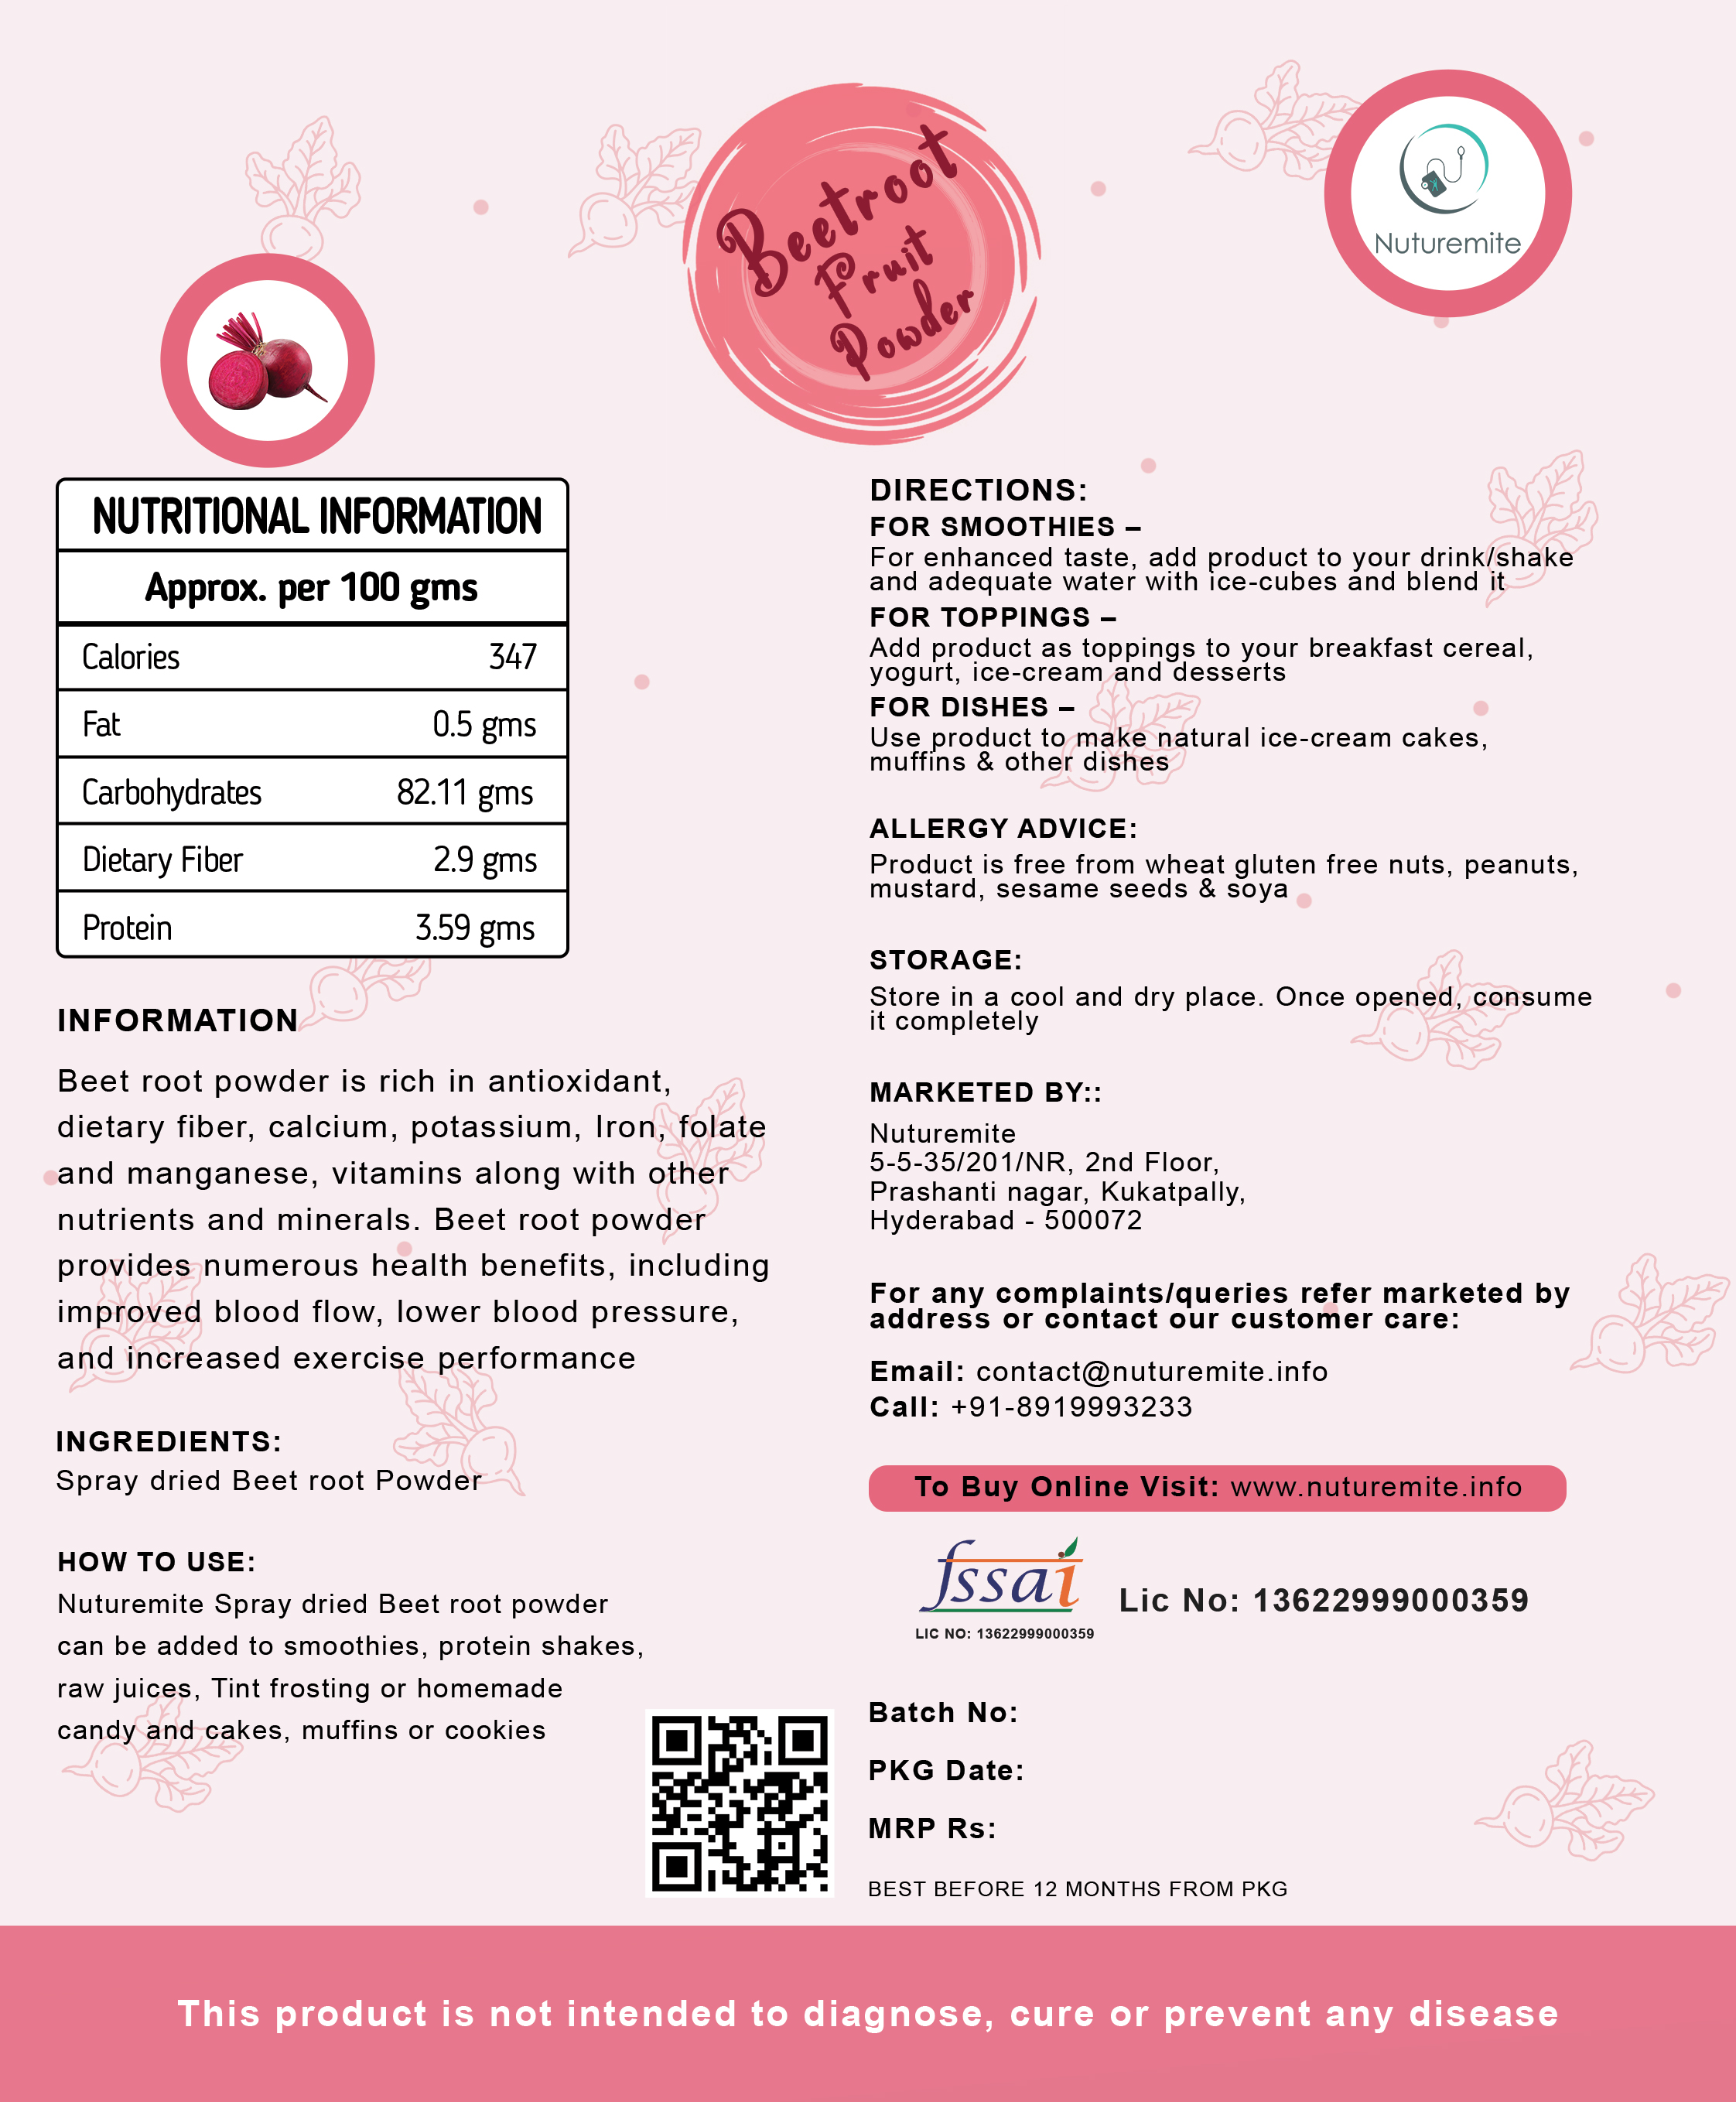 Beetroot
Fruit
Powder
Nuturemite
NUTRITIONAL INFORMATION
Approx. per 100 gms
Calories 347
Fat 0.5 gms
Carbohydrates 82.11 gms
Dietary Fiber 2.9 gms
Protein 3.59 gms
INFORMATION
Beet root powder is rich in antioxidant,
dietary fiber, calcium, potassium, Iron, folate
and manganese, vitamins along with other
nutrients and minerals. Beet root powder
provides numerous health benefits, including
improved blood flow, lower blood pressure,
and increased exercise performance
INGREDIENTS:
Spray dried Beet root Powder
HOW TO USE:
Nuturemite Spray dried Beet root powder
can be added to smoothies, protein shakes,
raw juices, Tint frosting or homemade
candy and cakes, muffins or cookies
DIRECTIONS:
FOR SMOOTHIES –
For enhanced taste, add product to your drink/shake
and adequate water with ice-cubes and blend it
FOR TOPPINGS –
Add product as toppings to your breakfast cereal,
yogurt, ice-cream and desserts
FOR DISHES –
Use product to make natural ice-cream cakes,
muffins & other dishes
ALLERGY ADVICE:
Product is free from wheat gluten free nuts, peanuts,
mustard, sesame seeds & soya
STORAGE:
Store in a cool and dry place. Once opened, consume
it completely
MARKETED BY::
Nuturemite
5-5-35/201/NR, 2nd Floor,
Prashanti nagar, Kukatpally,
Hyderabad - 500072
For any complaints/queries refer marketed by
address or contact our customer care:
Email: contact@nuturemite.info
Call: +91-8919993233
To Buy Online Visit: www.nuturemite.info
fssai
LIC NO: 13622999000359
Lic No: 13622999000359
Batch No:
PKG Date:
MRP Rs:
BEST BEFORE 12 MONTHS FROM PKG
This product is not intended to diagnose, cure or prevent any disease